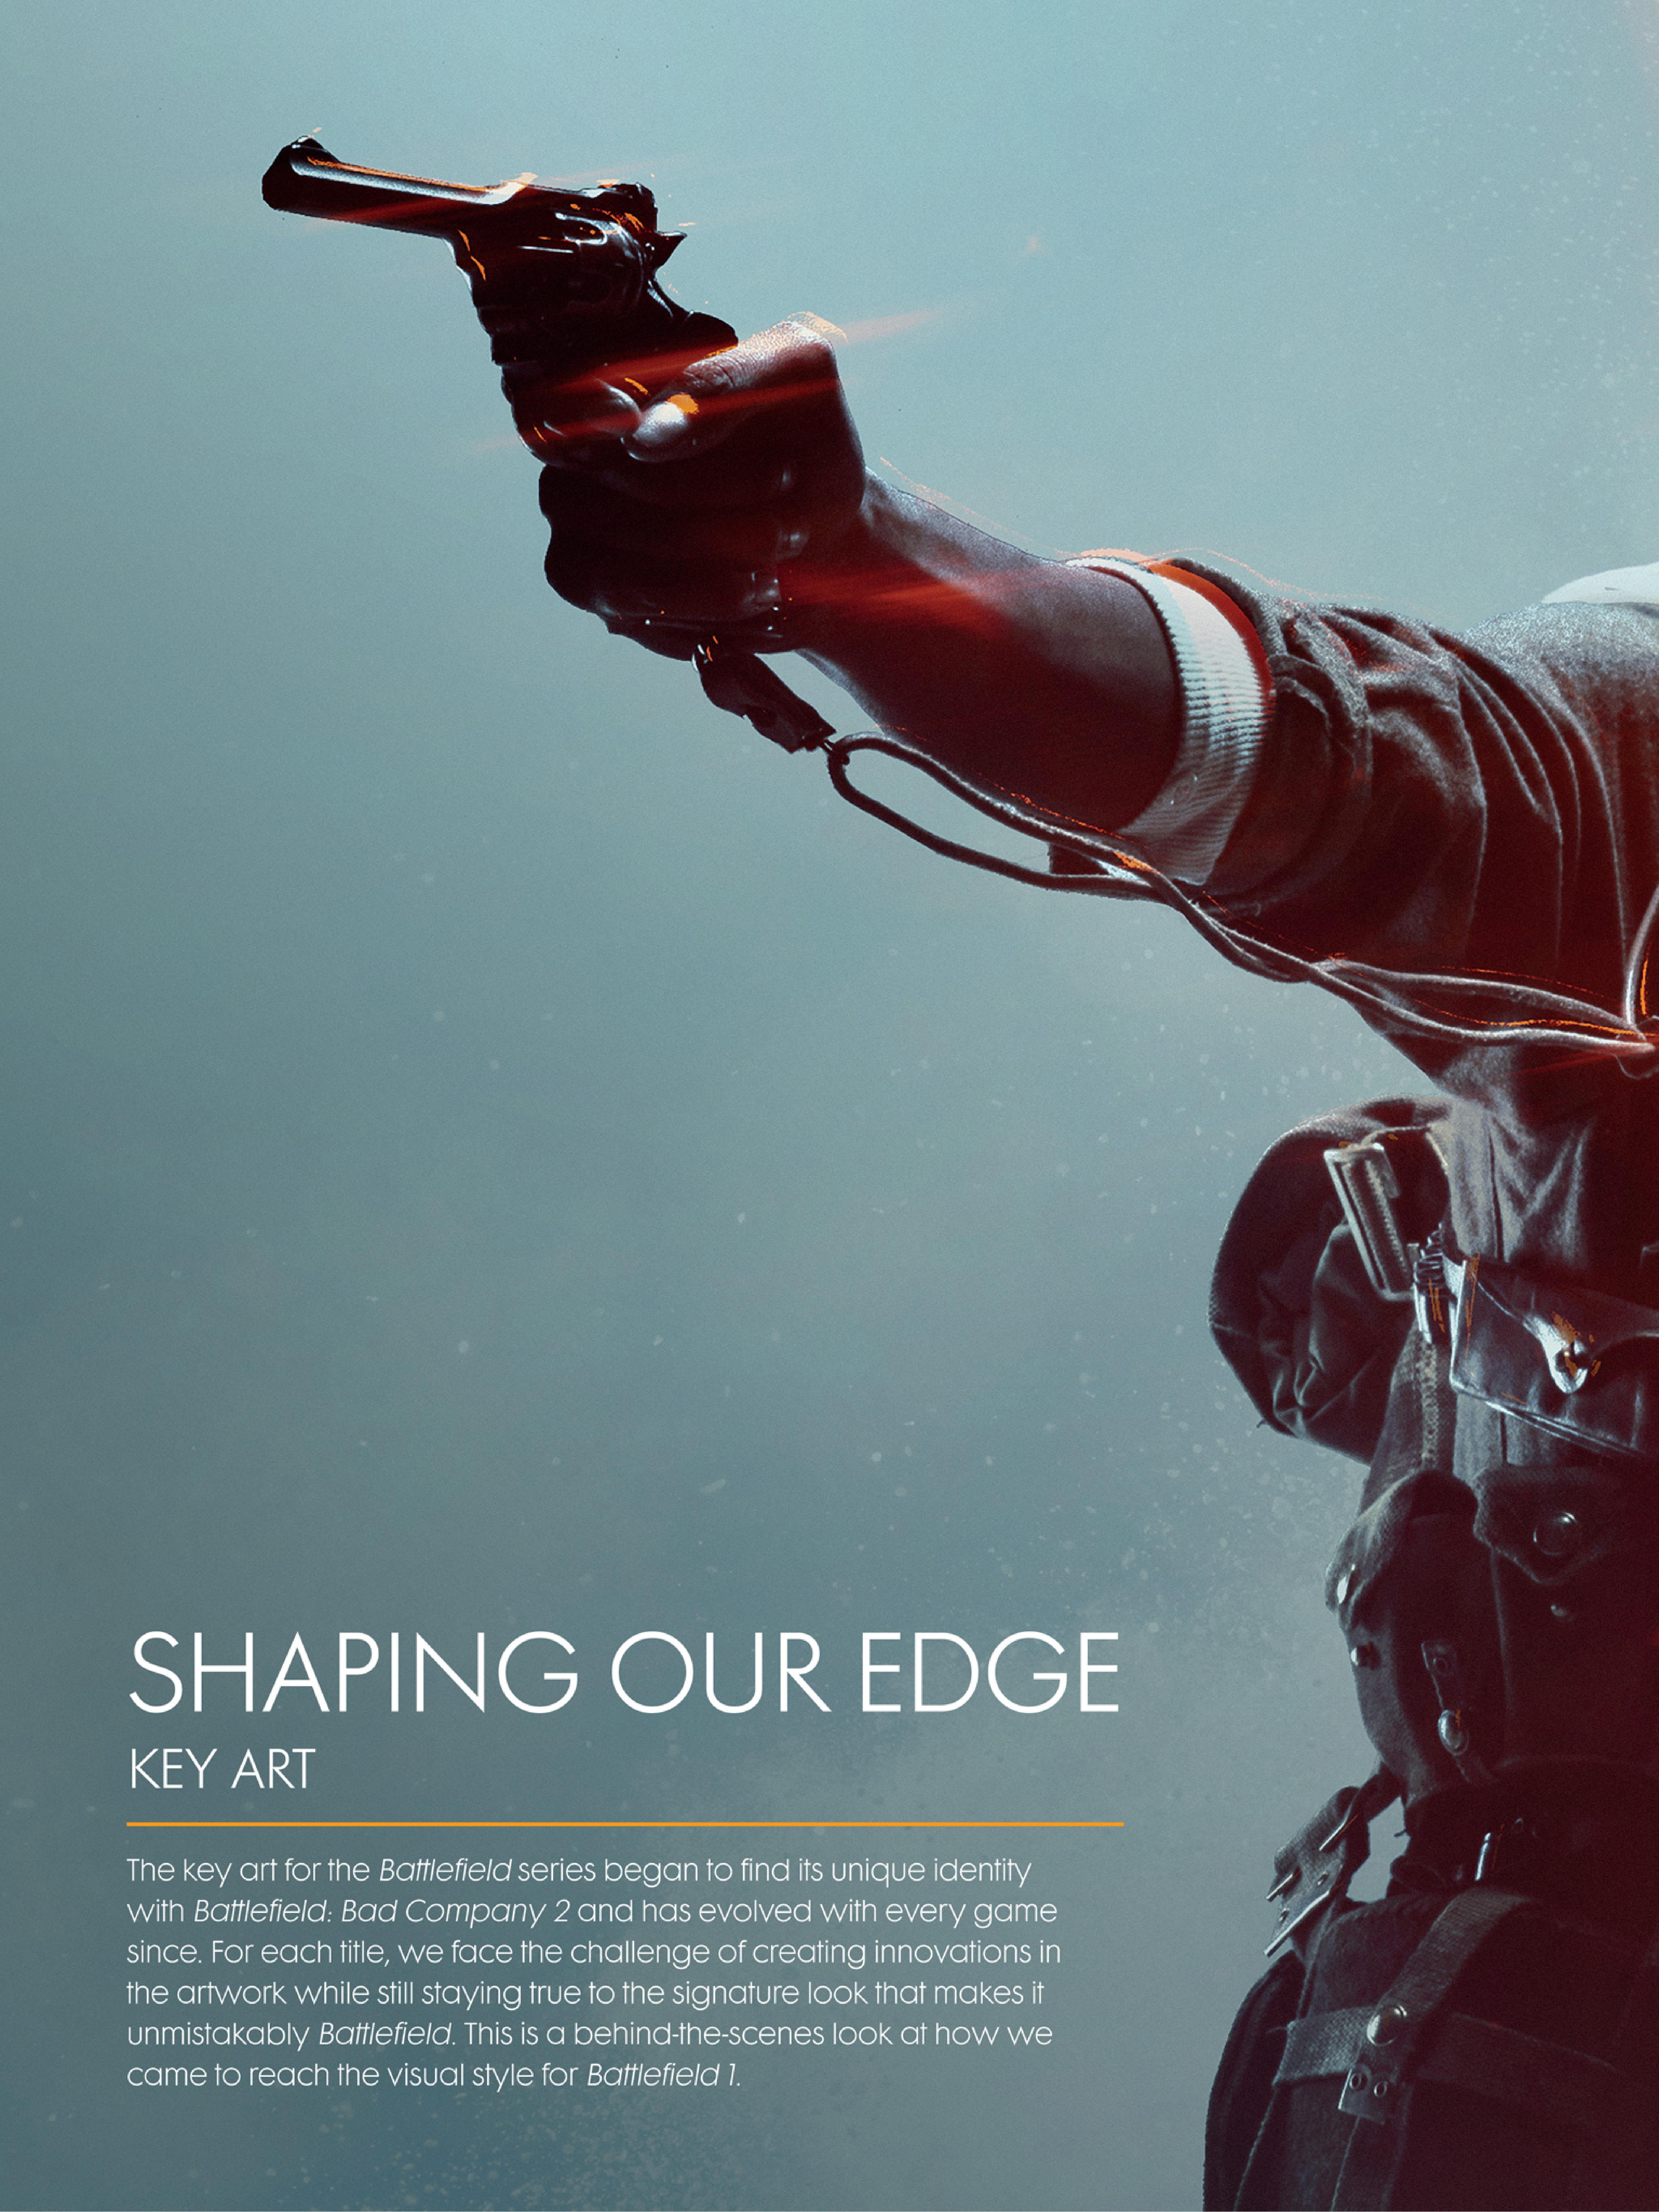 SHAPING OUR EDGE
KEY ART
The key art for the Battlefield series began to find its unique identity
with Battlefield: Bad Company 2 and has evolved with every game
since. For each title, we face the challenge of creating innovations in
the artwork while still staying true to the signature look that makes it
unmistakably Battlefield. This is a behind-the-scenes look at how we
came to reach the visual style for Battlefield 1.